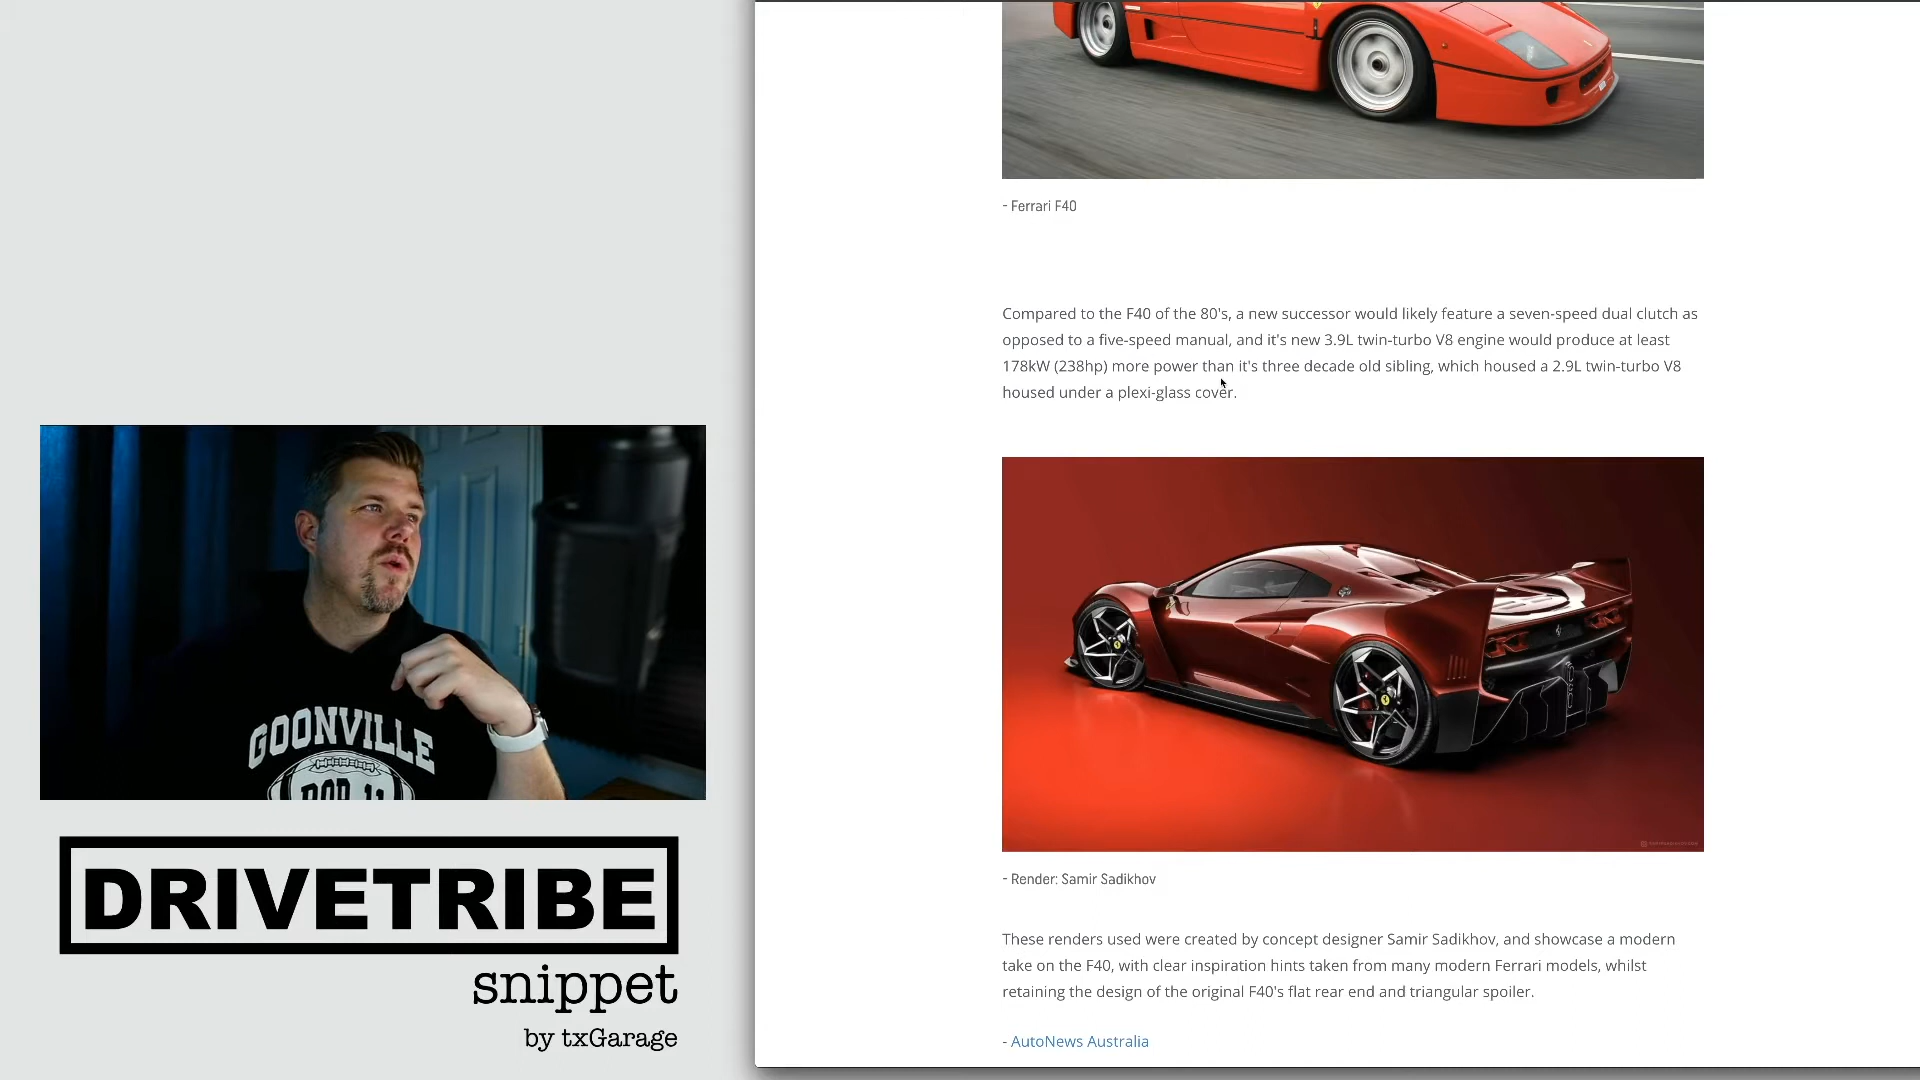 - Ferrari F40
Compared to the F40 of the 80's, a new successor would likely feature a seven-speed dual clutch as
opposed to a five-speed manual, and it's new 3.9L twin-turbo V8 engine would produce at least
178kW (238hp) more power than it's three decade old sibling, which housed a 2.9L twin-turbo V8
housed under a plexi-glass cover.
- Render: Samir Sadikhov
These renders used were created by concept designer Samir Sadikhov, and showcase a modern
take on the F40, with clear inspiration hints taken from many modern Ferrari models, whilst
retaining the design of the original F40's flat rear end and triangular spoiler.
- AutoNews Australia
GOONVILLE
DRIVETRIBE
snippet
by txGarage